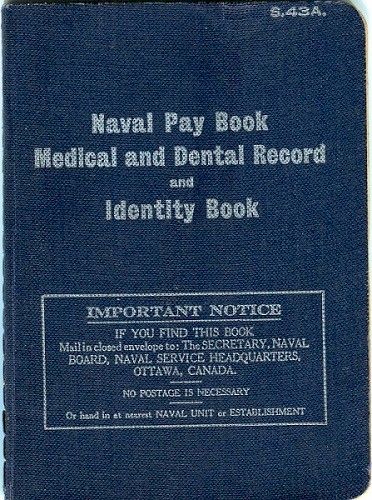 S.43A.
Naval Pay Book
Medical and Dental Record
and
Identity Book
IMPORTANT NOTICE
IF YOU FIND THIS BOOK
Mail in closed envelope to: The SECRETARY, NAVAL
BOARD, NAVAL SERVICE HEADQUARTERS,
OTTAWA, CANADA.
NO POSTAGE IS NECESSARY
Or hand in at nearest NAVAL UNIT or ESTABLISHMENT